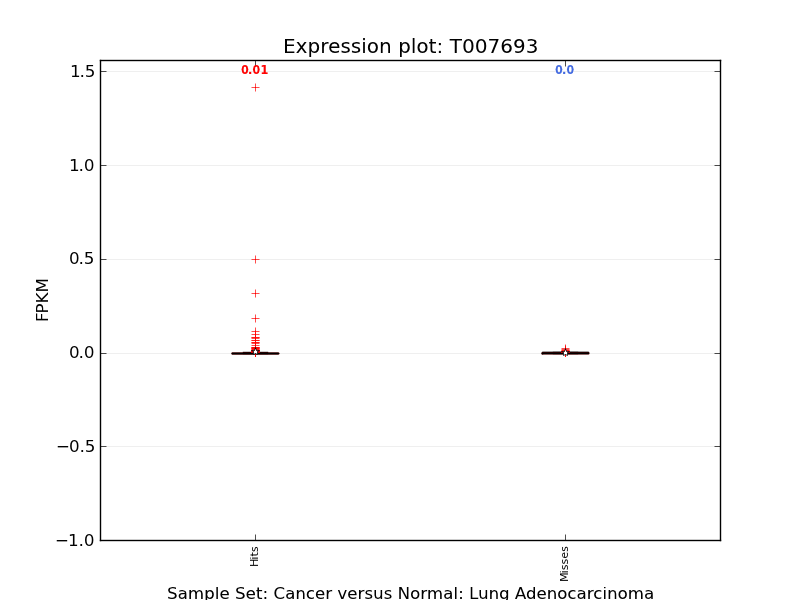 Expression plot: T007693
1.5
0.01
0.0
1.0
0.5
FPKM
0.0
−0.5
−1.0
Hits
Misses
Sample Set: Cancer versus Normal: Lung Adenocarcinoma